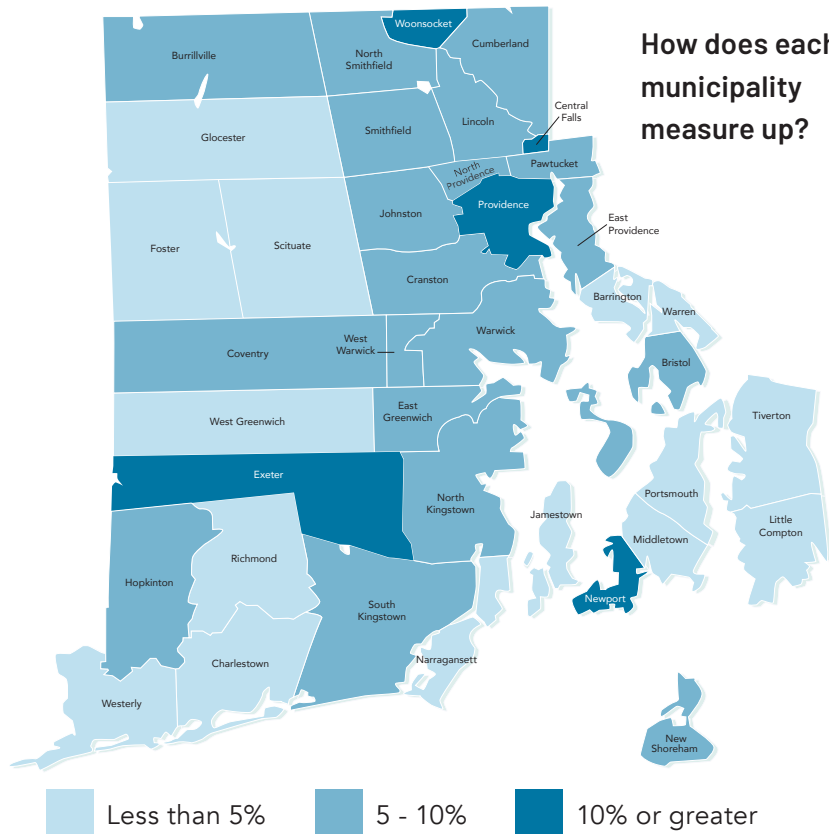 How does each
municipality
measure up?
Woonsocket
Burrillville
North
Smithfield
Cumberland
Central
Falls
Glocester
Smithfield
Lincoln
North
Providence
Pawtucket
Providence
Johnston
East
Providence
Foster
Scituate
Cranston
Barrington
Warren
Warwick
West
Warwick
Coventry
Bristol
West Greenwich
East
Greenwich
Tiverton
Exeter
North
Kingstown
Portsmouth
Jamestown
Little
Compton
Middletown
Richmond
Hopkinton
Newport
South
Kingstown
Charlestown
Narragansett
Westerly
New
Shoreham
Less than 5%
5 - 10%
10% or greater